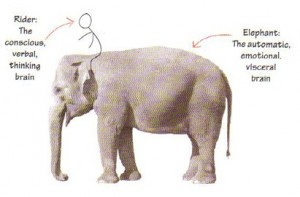 Rider:
The
conscious,
verbal,
thinking
brain
Elephant:
The automatic,
emotional,
visceral
brain